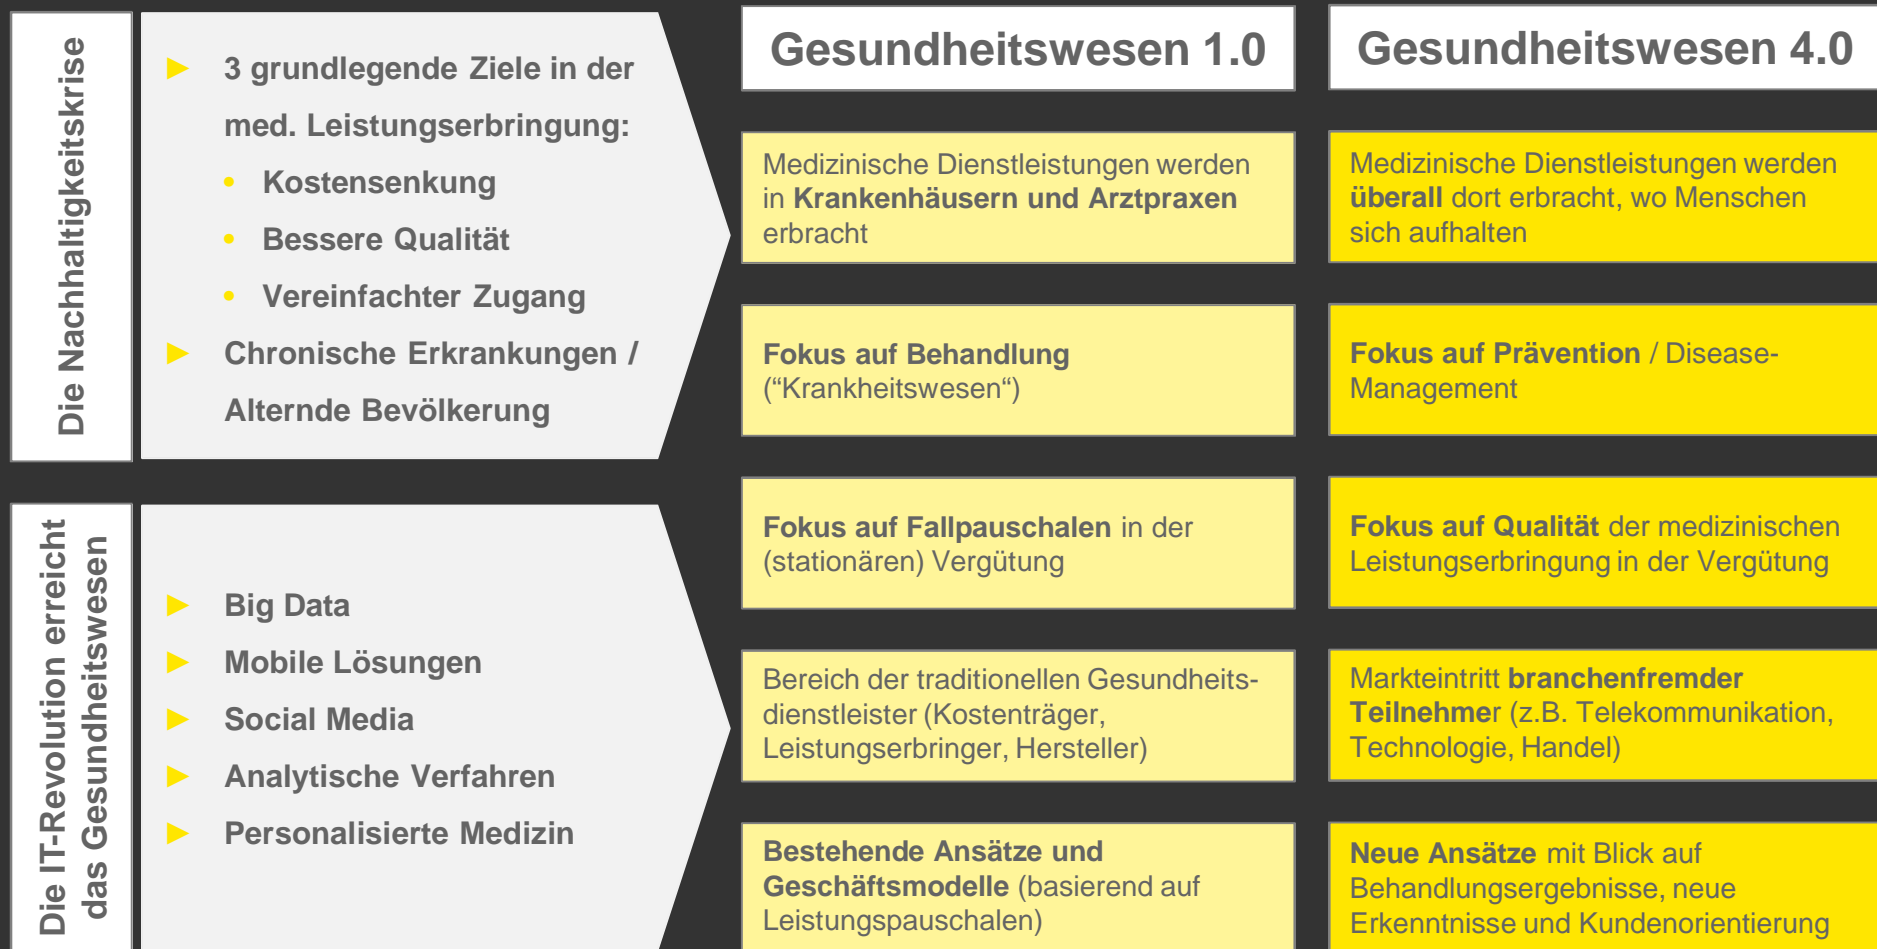 Die Nachhaltigkeitskrise
► 3 grundlegende Ziele in der
med. Leistungserbringung:
• Kostensenkung
• Bessere Qualität
• Vereinfachter Zugang
► Chronische Erkrankungen /
Alternde Bevölkerung
Die IT-Revolution erreicht
das Gesundheitswesen
► Big Data
► Mobile Lösungen
► Social Media
► Analytische Verfahren
► Personalisierte Medizin
Gesundheitswesen 1.0
Medizinische Dienstleistungen werden
in Krankenhäusern und Arztpraxen
erbracht
Fokus auf Behandlung
(“Krankheitswesen“)
Fokus auf Fallpauschalen in der
(stationären) Vergütung
Bereich der traditionellen Gesundheits-
dienstleister (Kostenträger,
Leistungserbringer, Hersteller)
Bestehende Ansätze und
Geschäftsmodelle (basierend auf
Leistungspauschalen)
Gesundheitswesen 4.0
Medizinische Dienstleistungen werden
überall dort erbracht, wo Menschen
sich aufhalten
Fokus auf Prävention / Disease-
Management
Fokus auf Qualität der medizinischen
Leistungserbringung in der Vergütung
Markteintritt branchenfremder
Teilnehmer (z.B. Telekommunikation,
Technologie, Handel)
Neue Ansätze mit Blick auf
Behandlungsergebnisse, neue
Erkenntnisse und Kundenorientierung